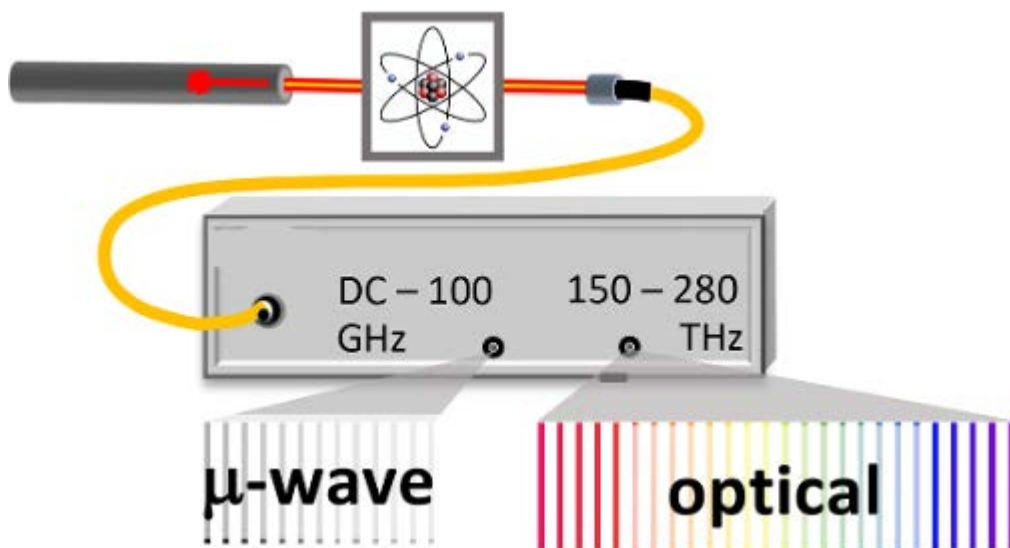 DC – 100
GHz
150 – 280
THz
μ-wave
optical